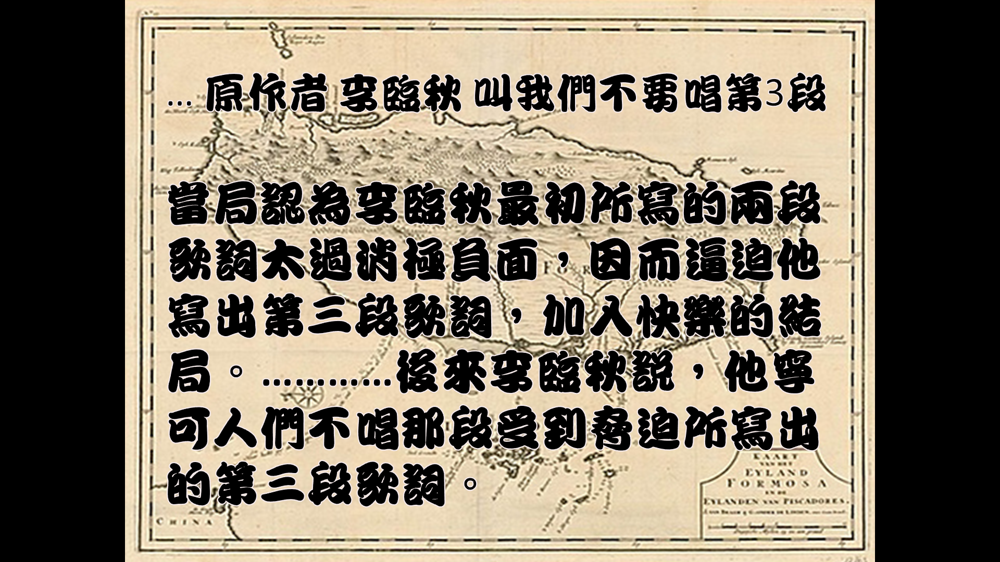 ... 原作者 李臨秋 叫我們不要唱第3段
當局認為李臨秋最初所寫的兩段
歌詞太過消極負面，因而逼迫他
寫出第三段歌詞，加入快樂的結
局。…………後來李臨秋說，他寧
可人們不唱那段受到脅迫所寫出
的第三段歌詞。
KAART
VAN HET
EYLAND
FORMOSA
EN DE
EYLANDEN VAN PISCADORES.
CHINA